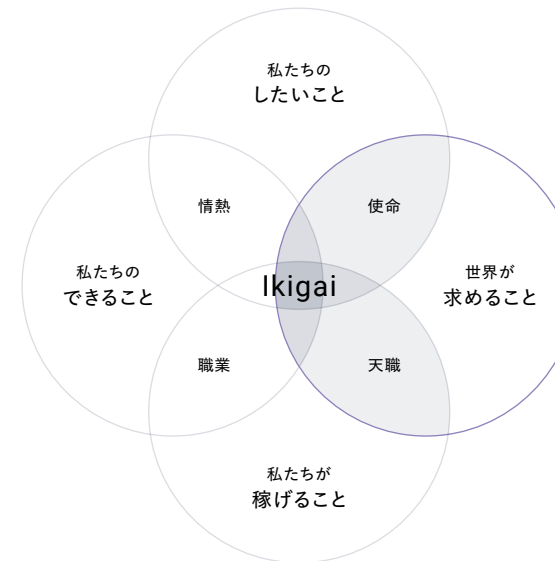 私たちの
したいこと
情熱
使命
私たちの
できること
Ikigai
世界が
求めること
職業
天職
私たちが
稼げること